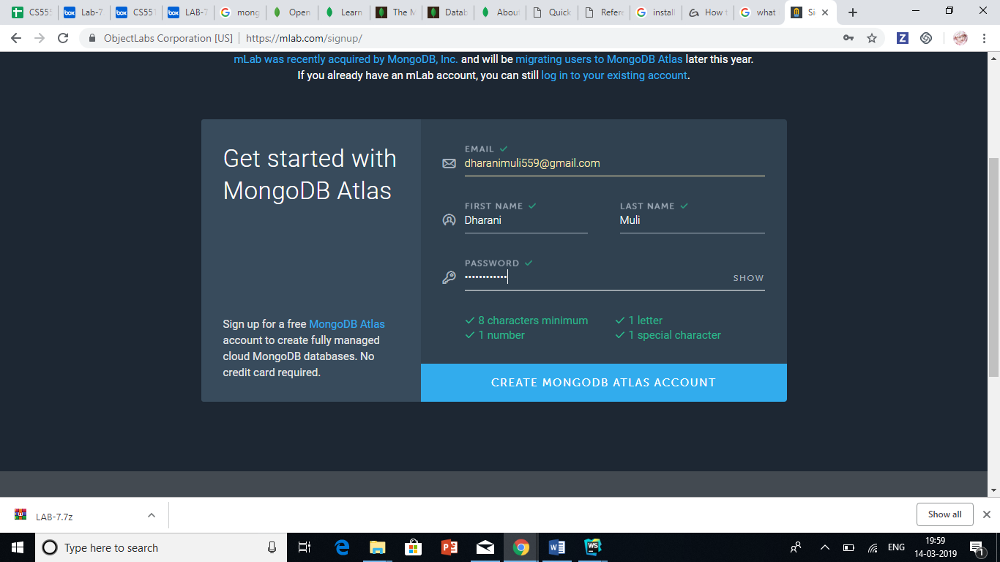 CS555
Lab-7
CS551
LAB-7
mong
Open
Learn
The M
Datab
About
Quick
Refere
install
How t
what
Si
ObjectLabs Corporation [US] | https://mlab.com/signup/
mLab was recently acquired by MongoDB, Inc. and will be migrating users to MongoDB Atlas later this year.
If you already have an mLab account, you can still log in to your existing account.
Get started with
MongoDB Atlas
Sign up for a free MongoDB Atlas
account to create fully managed
cloud MongoDB databases. No
credit card required.
EMAIL
dharanimuli559@gmail.com
FIRST NAME
Dharani
LAST NAME
Muli
PASSWORD
••••••••••••
SHOW
8 characters minimum
1 letter
1 number
1 special character
CREATE MONGODB ATLAS ACCOUNT
LAB-7.7z
Show all
Type here to search
ENG
19:59
14-03-2019
1